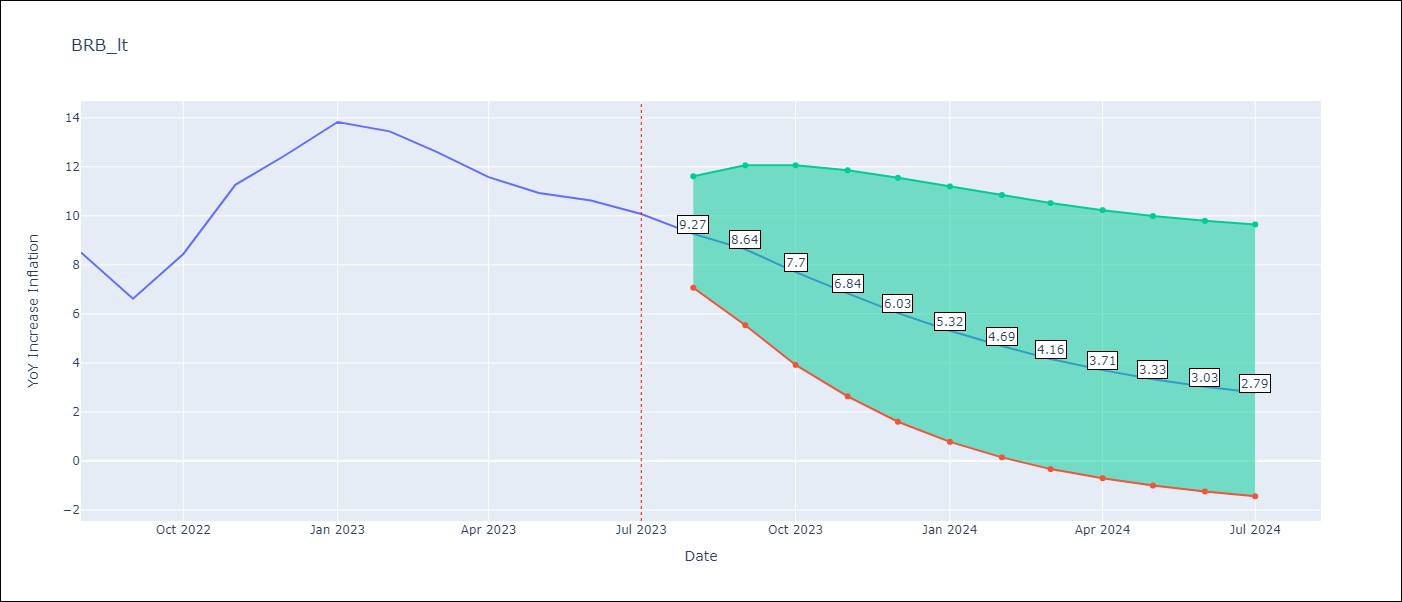 BRB_lt
YoY Increase Inflation
14
12
10
8
6
4
2
0
−2
9.27
8.64
7.7
6.84
6.03
5.32
4.69
4.16
3.71
3.33
3.03
2.79
Oct 2022
Jan 2023
Apr 2023
Jul 2023
Oct 2023
Jan 2024
Apr 2024
Jul 2024
Date